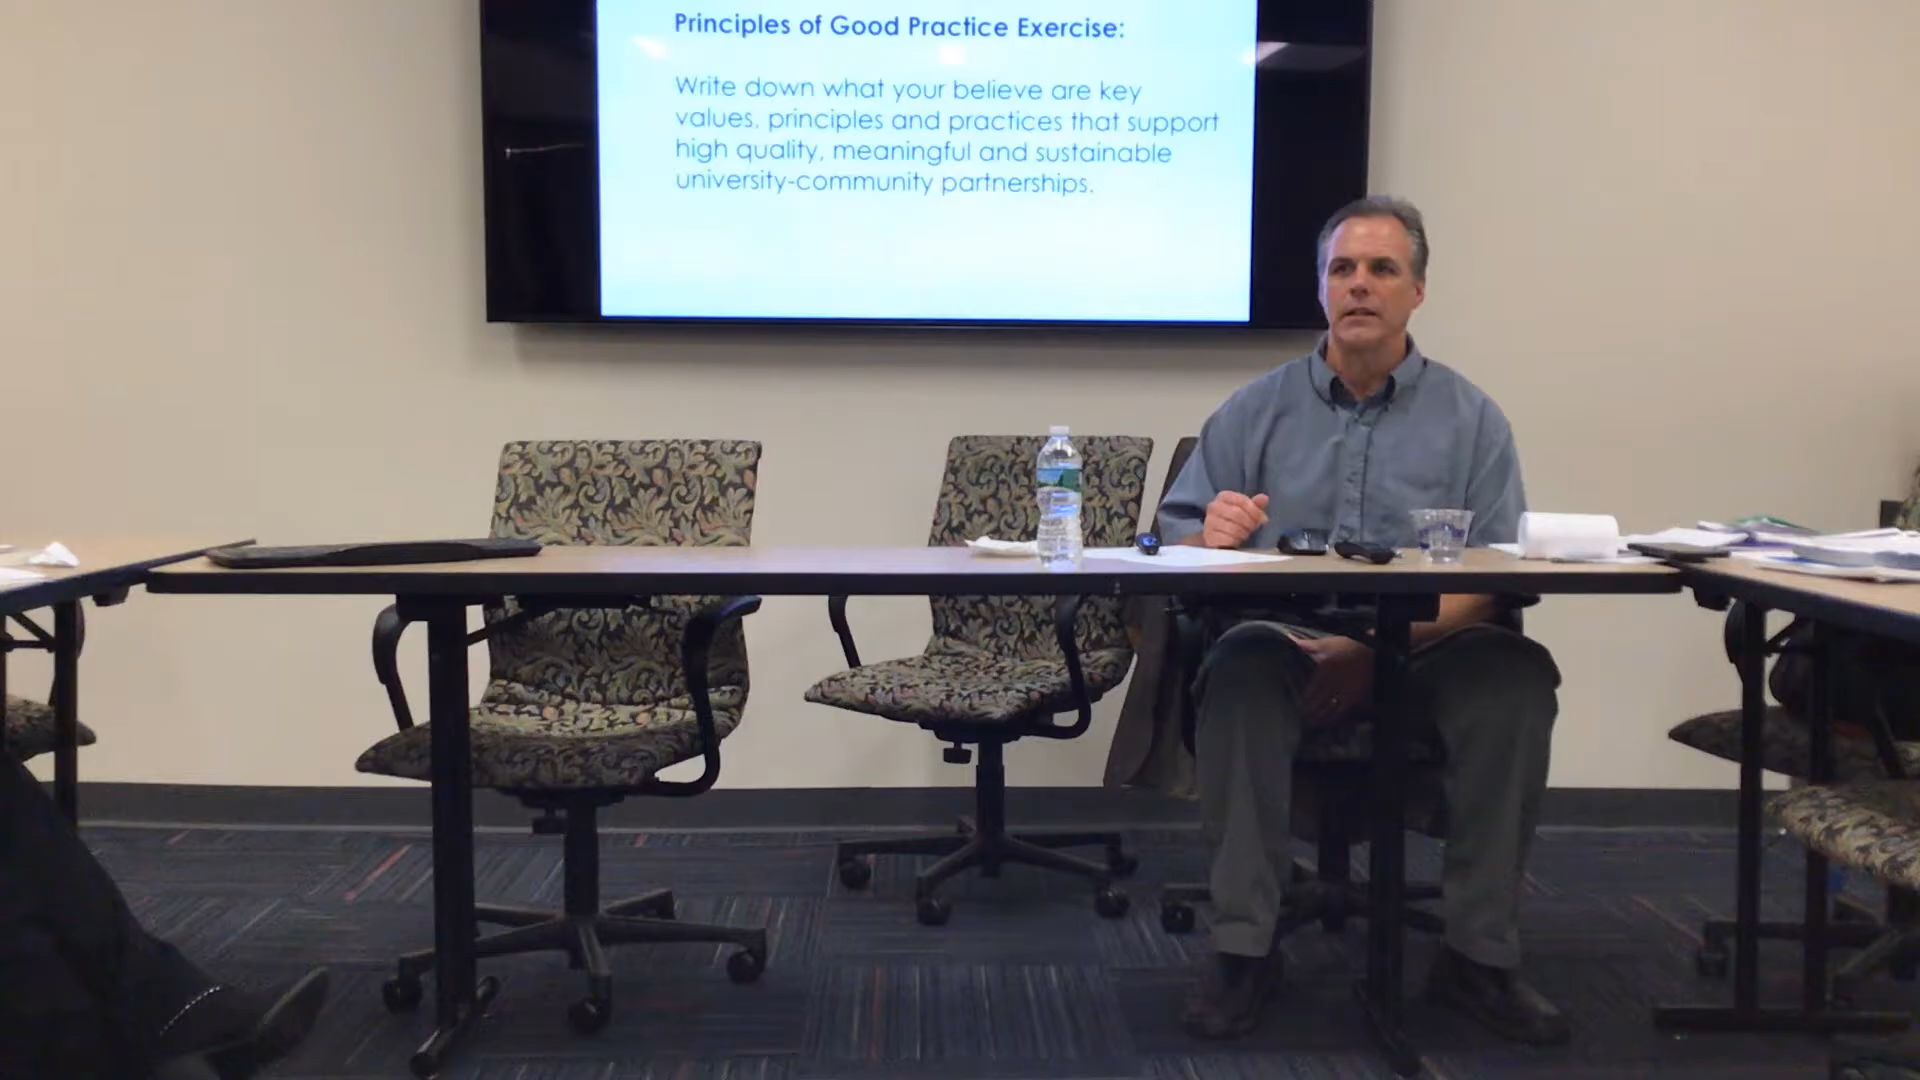 Principles of Good Practice Exercise:
Write down what your believe are key
values, principles and practices that support
high quality, meaningful and sustainable
university-community partnerships.